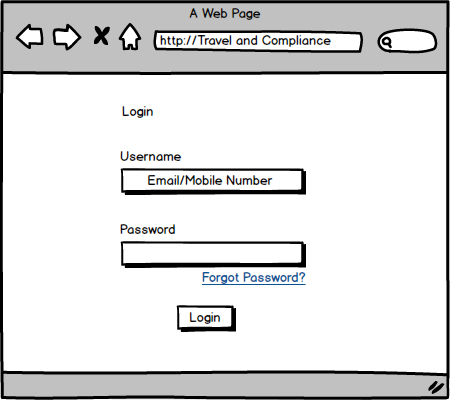 A Web Page
http://Travel and Compliance
Login
Username
Email/Mobile Number
Password
Forgot Password?
Login